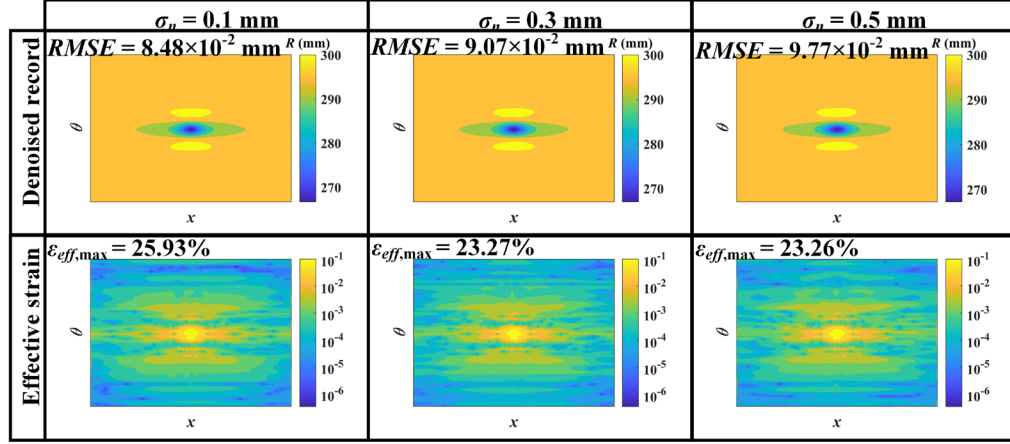 σₙ = 0.1 mm
σₙ = 0.3 mm
σₙ = 0.5 mm
Denoised record
RMSE = 8.48×10⁻² mm
R (mm)
300
290
280
270
θ
x
RMSE = 9.07×10⁻² mm
R (mm)
300
290
280
270
θ
x
RMSE = 9.77×10⁻² mm
R (mm)
300
290
280
270
θ
x
Effective strain
εeff,max = 25.93%
10⁻¹
10⁻²
10⁻³
10⁻⁴
10⁻⁵
10⁻⁶
θ
x
εeff,max = 23.27%
10⁻¹
10⁻²
10⁻³
10⁻⁴
10⁻⁵
10⁻⁶
θ
x
εeff,max = 23.26%
10⁻¹
10⁻²
10⁻³
10⁻⁴
10⁻⁵
10⁻⁶
θ
x